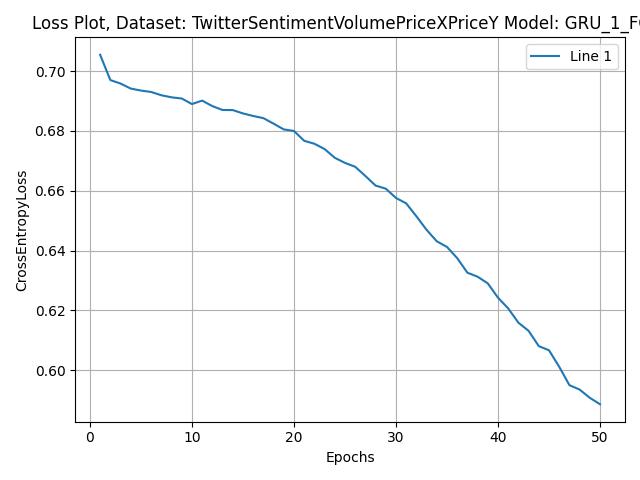 Loss Plot, Dataset: TwitterSentimentVolumePriceXPriceY Model: GRU_1_F
Line 1
0.70
0.68
0.66
0.64
0.62
0.60
CrossEntropyLoss
0 10 20 30 40 50
Epochs